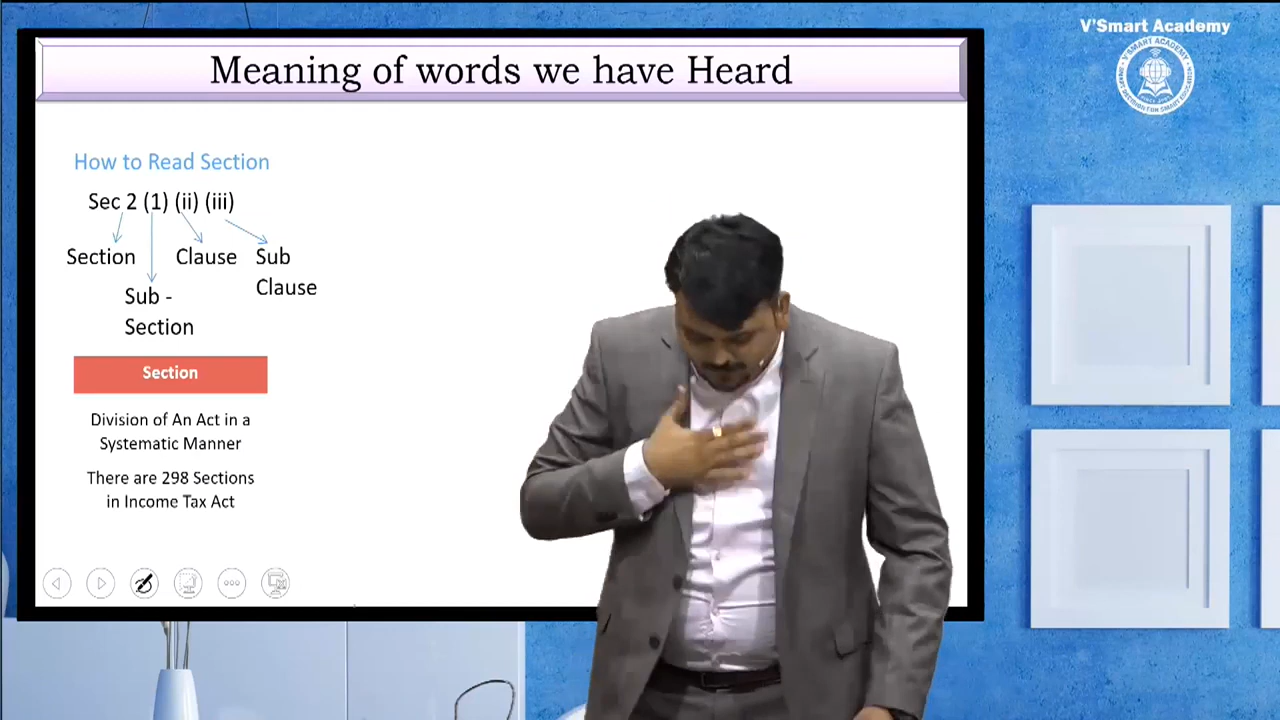 V'Smart Academy
V'SMART ACADEMY
Meaning of words we have Heard
How to Read Section
Sec 2 (1) (ii) (iii)
Section
Clause
Sub
Clause
Sub -
Section
Section
Division of An Act in a
Systematic Manner
There are 298 Sections
in Income Tax Act